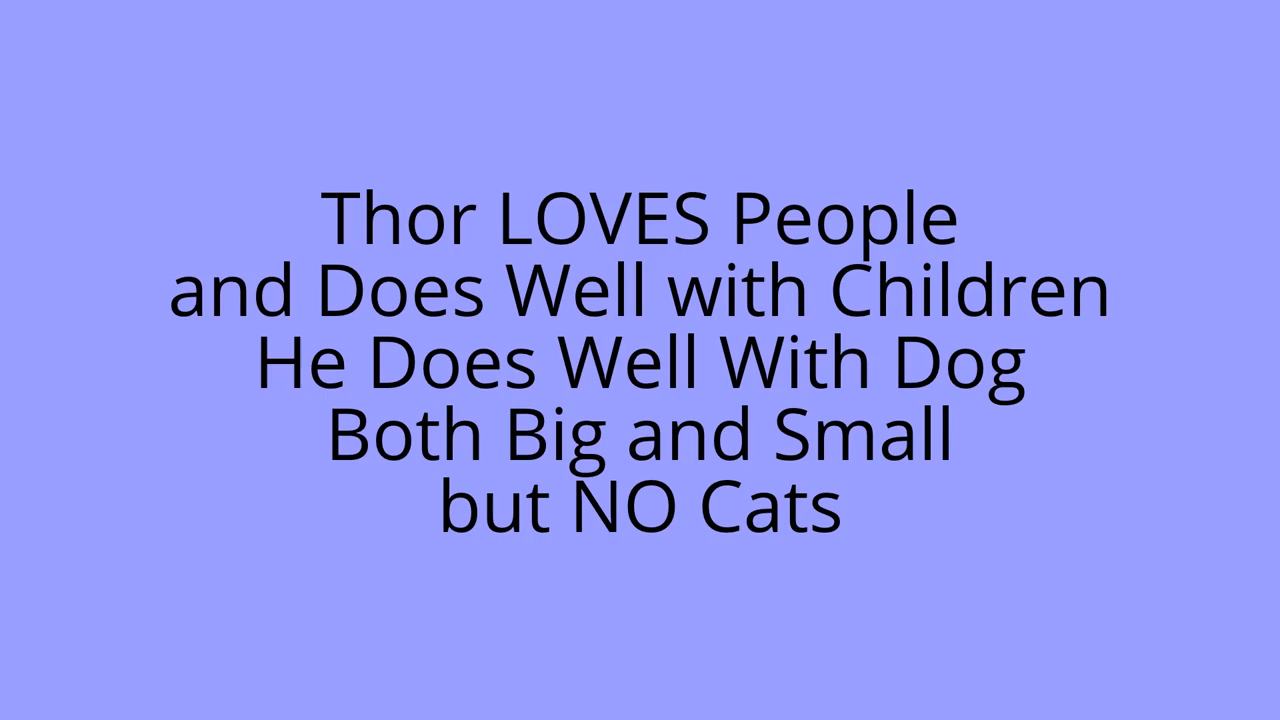 Thor LOVES People
and Does Well with Children
He Does Well With Dog
Both Big and Small
but NO Cats